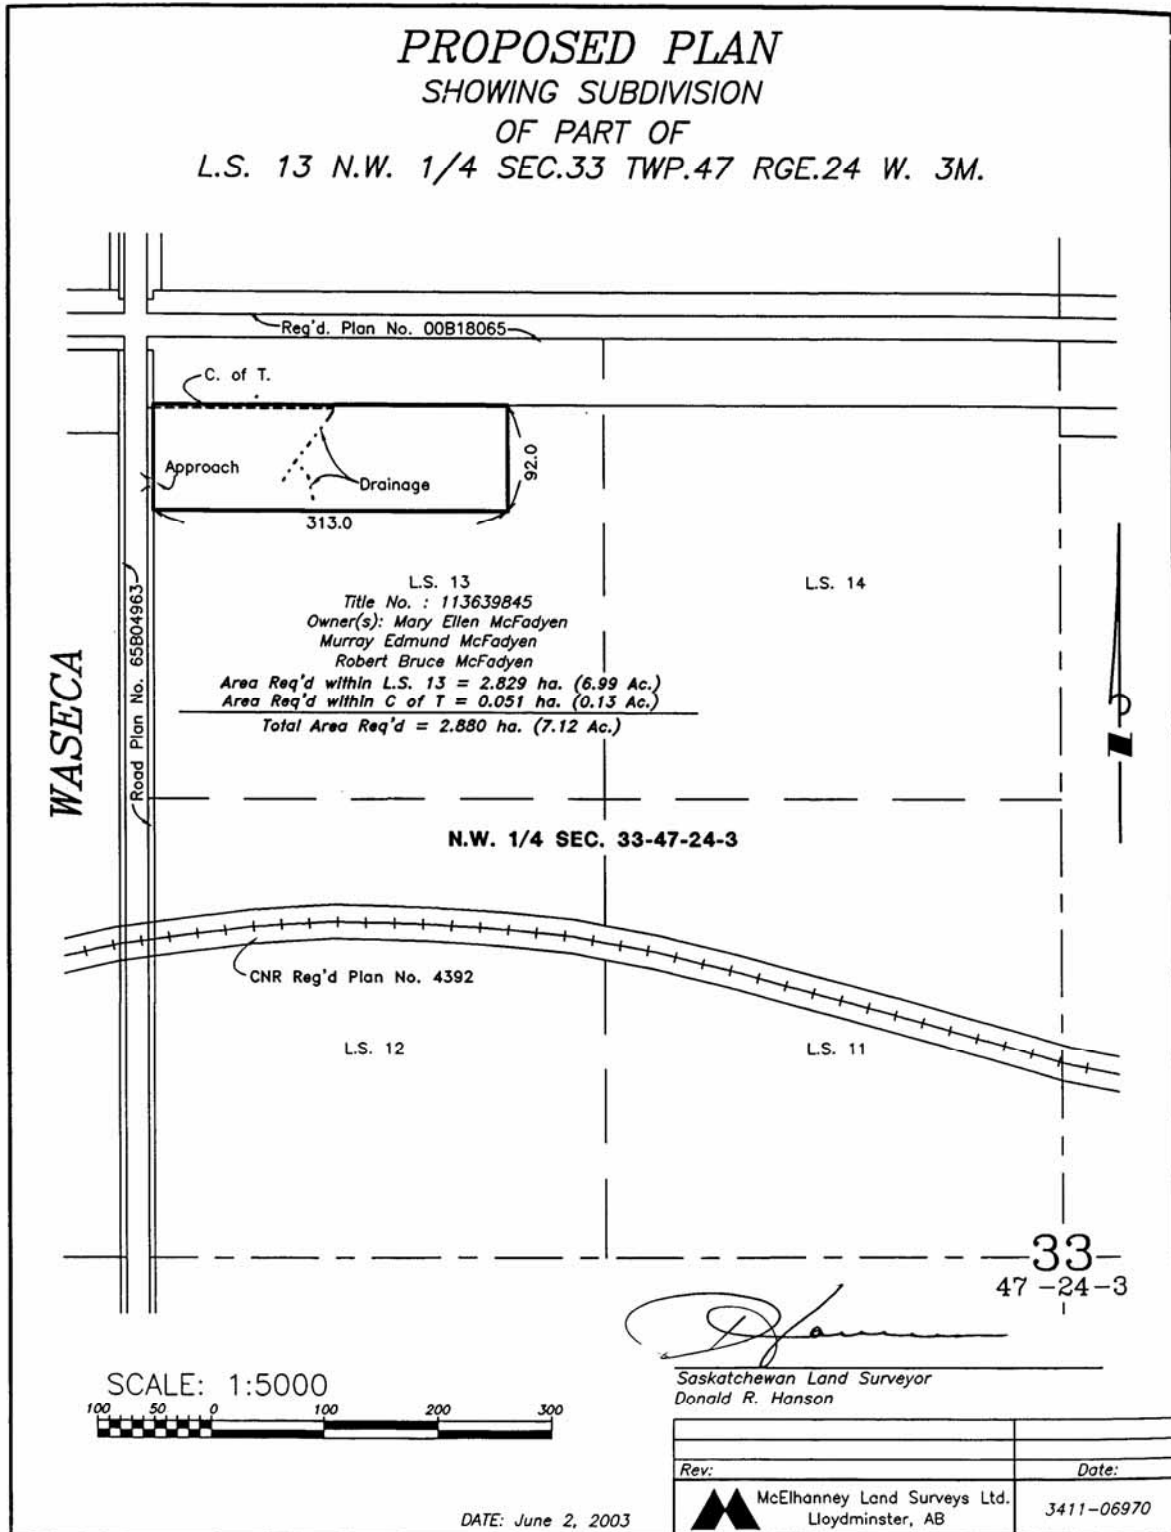 PROPOSED PLAN
SHOWING SUBDIVISION
OF PART OF
L.S. 13 N.W. 1/4 SEC.33 TWP.47 RGE.24 W. 3M.
Reg'd. Plan No. 00B18065
C. of T.
Approach
Drainage
92.0
313.0
L.S. 13
Title No. : 113639845
Owner(s): Mary Ellen McFadyen
Murray Edmund McFadyen
Robert Bruce McFadyen
Area Req'd within L.S. 13 = 2.829 ha. (6.99 Ac.)
Area Req'd within C of T = 0.051 ha. (0.13 Ac.)
Total Area Req'd = 2.880 ha. (7.12 Ac.)
L.S. 14
WASECA
Road Plan No. 65B04963
N.W. 1/4 SEC. 33-47-24-3
CNR Reg'd Plan No. 4392
L.S. 12
L.S. 11
33
47-24-3
Saskatchewan Land Surveyor
Donald R. Hanson
SCALE: 1:5000
100 50 0 100 200 300
Rev: Date:
McElhanney Land Surveys Ltd.
Lloydminster, AB
3411-06970
DATE: June 2, 2003